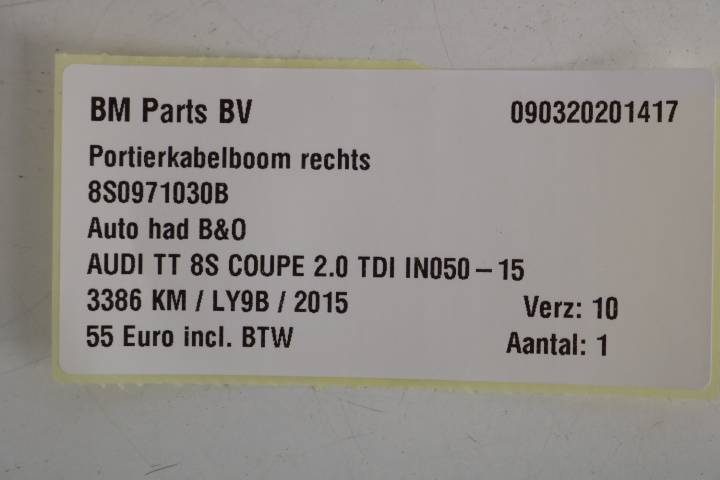 BM Parts BV 090320201417
Portierkabelboom rechts
8S0971030B
Auto had B&O
AUDI TT 8S COUPE 2.0 TDI IN050-15
3386 KM / LY9B / 2015 Verz: 10
55 Euro incl. BTW Aantal: 1